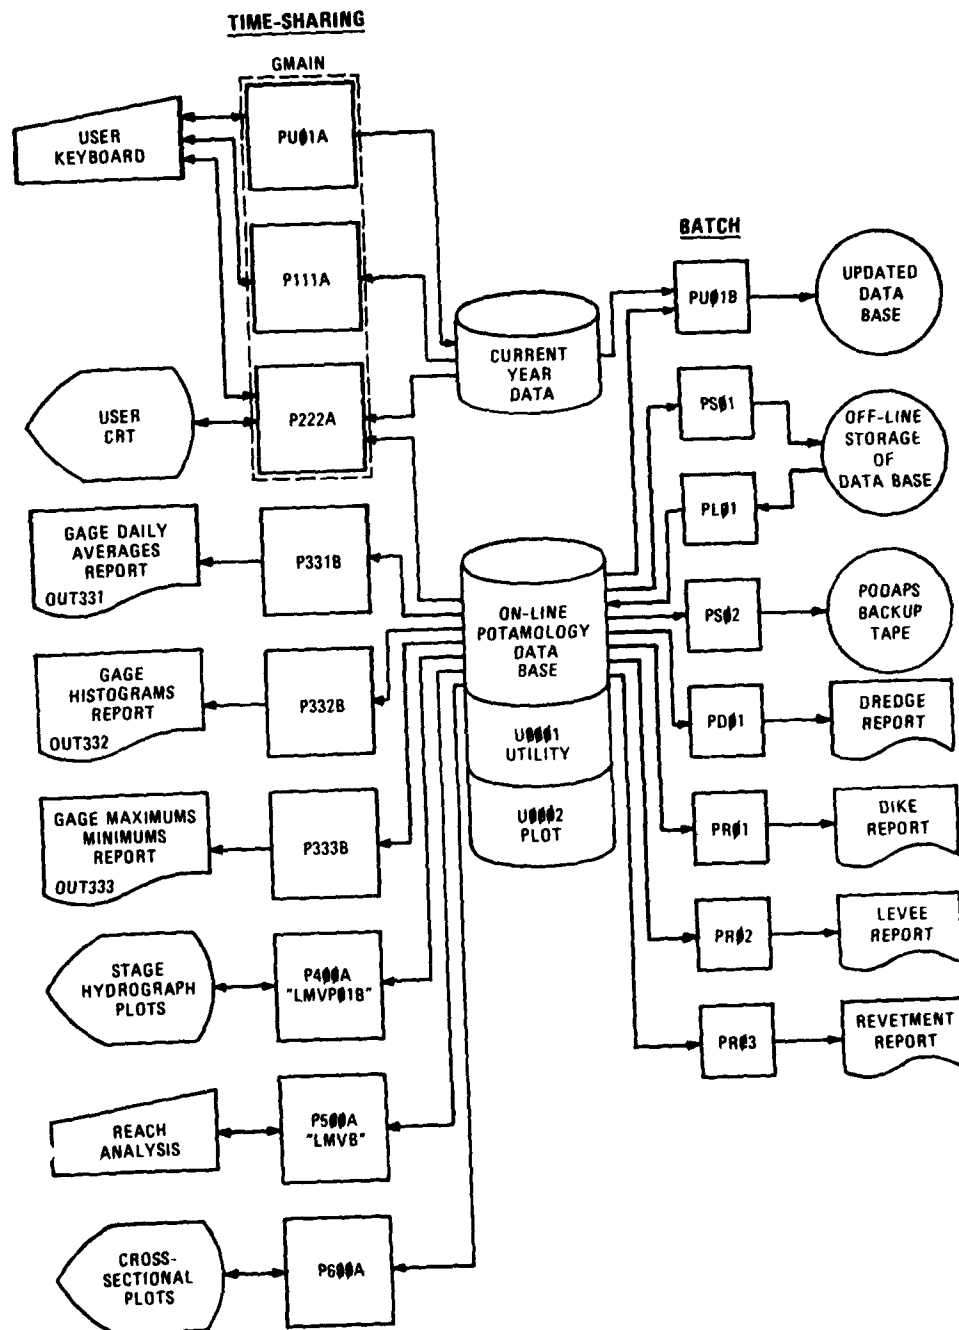 TIME-SHARING
GMAIN
USER
KEYBOARD
PU01A
P111A
USER
CRT
P222A
GAGE DAILY
AVERAGES
REPORT
OUT331
P331B
GAGE
HISTOGRAMS
REPORT
OUT332
P332B
GAGE MAXIMUMS
MINIMUMS
REPORT
OUT333
P333B
STAGE
HYDROGRAPH
PLOTS
P400A
"LMVP01B"
REACH
ANALYSIS
P500A
"LMVB"
CROSS-
SECTIONAL
PLOTS
P600A
CURRENT
YEAR
DATA
ON-LINE
POTAMOLOGY
DATA
BASE
U0001
UTILITY
U0002
PLOT
BATCH
PU01B
UPDATED
DATA
BASE
PS01
OFF-LINE
STORAGE
OF
DATA BASE
PL01
PS02
PODAPS
BACKUP
TAPE
PD01
DREDGE
REPORT
PR01
DIKE
REPORT
PR02
LEVEE
REPORT
PR03
REVETMENT
REPORT